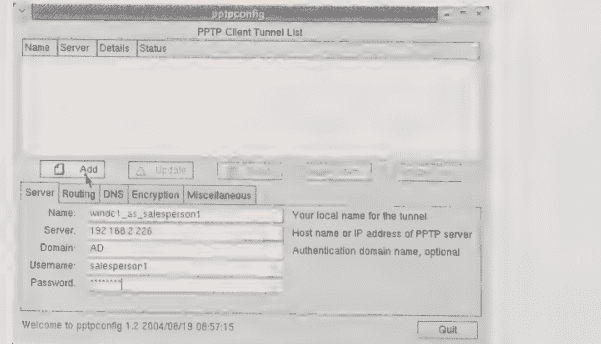 pptpconfig
PPTP Client Tunnel List
Name Server Details Status
Add Update
Server Routing DNS Encryption Miscellaneous
Name: windc1_as_salesperson1 Your local name for the tunnel
Server: 192.168.2.226 Host name or IP address of PPTP server
Domain: AD Authentication domain name, optional
Username: salesperson1
Password: ********
Welcome to pptpconfig 1.2 2004/06/19 08:57:15
Quit